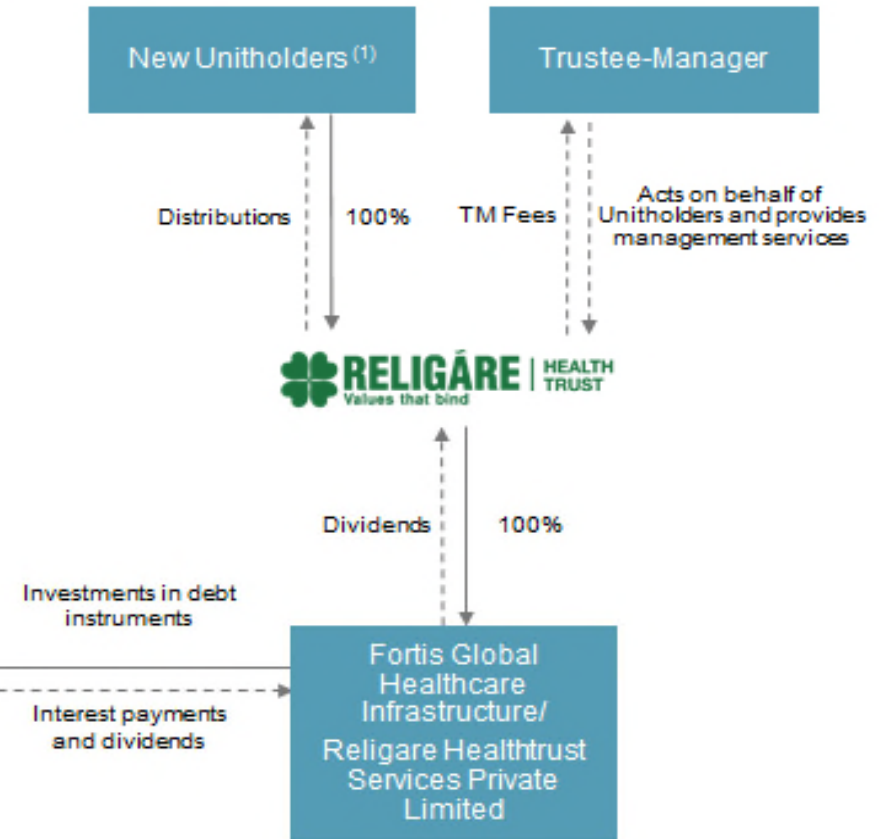 New Unitholders (1)
Trustee-Manager
Distributions
100%
TM Fees
Acts on behalf of
Unitholders and provides
management services
RELIGÁRE
Values that bind
HEALTH
TRUST
Dividends
100%
Investments in debt
instruments
Interest payments
and dividends
Fortis Global
Healthcare
Infrastructure/
Religare Healthtrust
Services Private
Limited